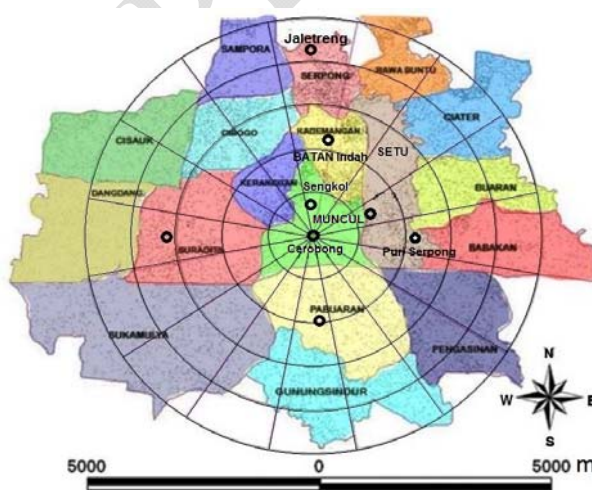 Jaletreng
SAMPORA
SERPONG
RAWA BUNTU
CIATER
CISAUK
CIBOGO
KADEMANGAN
SETU
BATAN Indah
KERANGGAN
DANGDANG
Sengkol
BUARAN
MUNCUL
SURADITA
Cerobong
Puri Serpong
BABAKAN
PABUARAN
SUKAMULYA
PENGASINAN
GUNUNGSINDUR
N
W
E
S
5000
0
5000 m